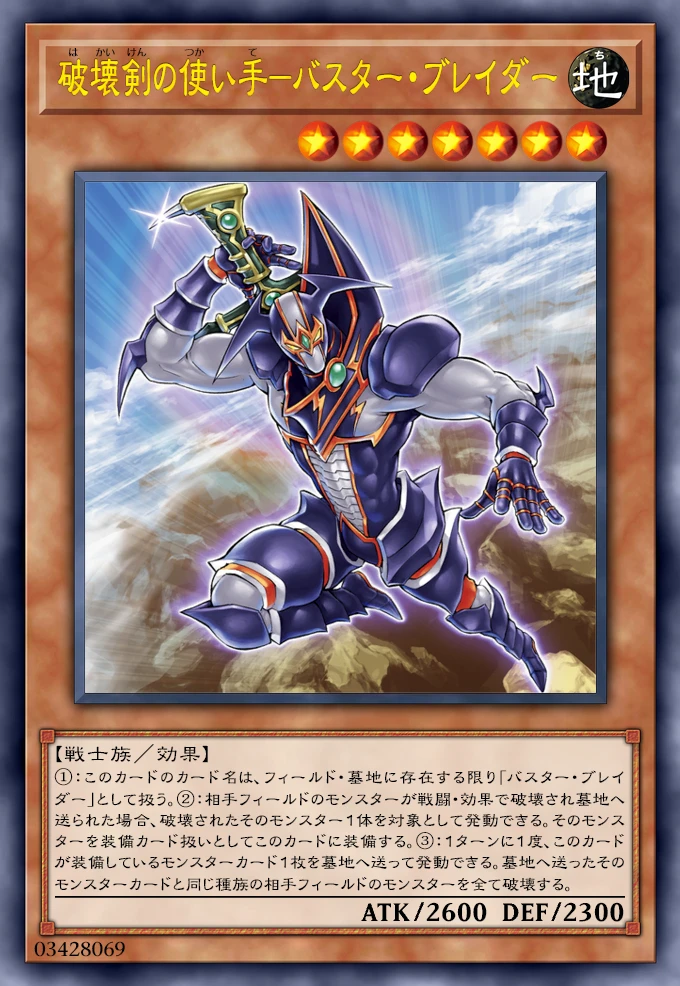 は かい けん つか て
破壊剣の使い手－バスター・ブレイダー
ち
地
【戦士族／効果】
①：このカードのカード名は、フィールド・墓地に存在する限り「バスター・ブレイ
ダー」として扱う。②：相手フィールドのモンスターが戦闘・効果で破壊され墓地へ
送られた場合、破壊されたそのモンスター1体を対象として発動できる。そのモン
スターを装備カード扱いとしてこのカードに装備する。③：1ターンに1度、このカード
が装備しているモンスターカード1枚を墓地へ送って発動できる。墓地へ送ったその
モンスターカードと同じ種族の相手フィールドのモンスターを全て破壊する。
ATK/2600 DEF/2300
03428069